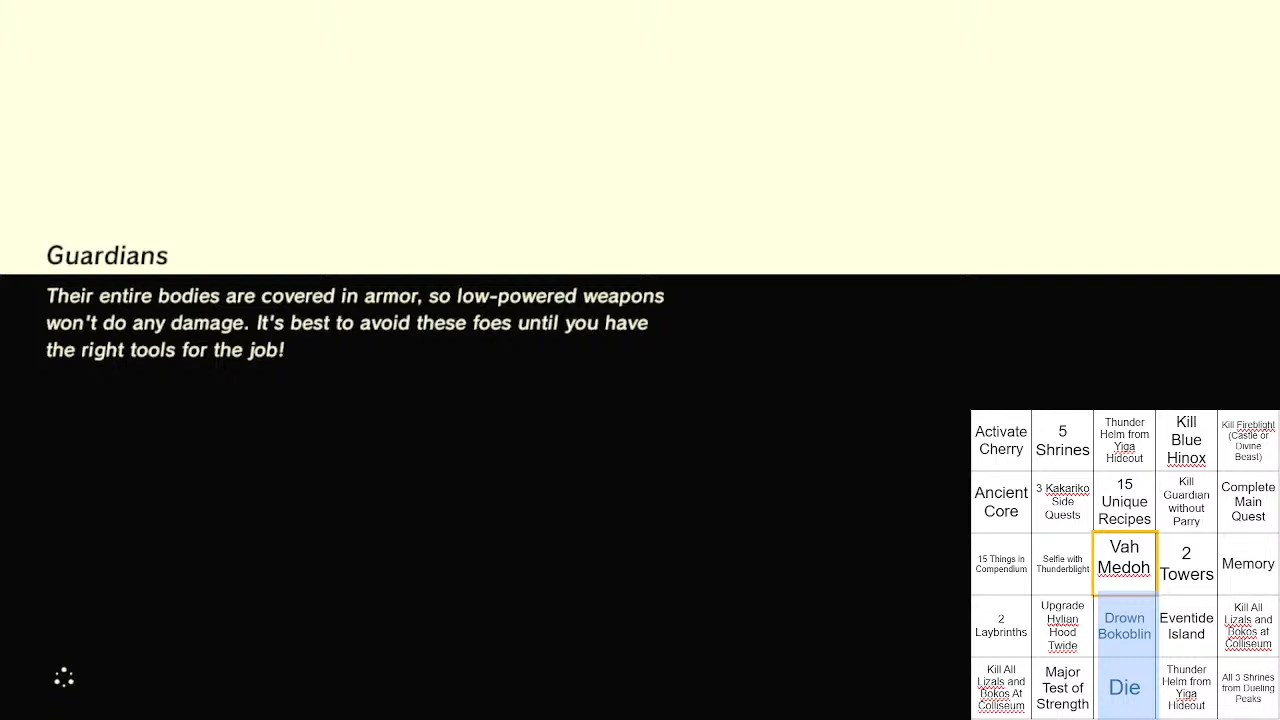 Guardians
Their entire bodies are covered in armor, so low-powered weapons
won't do any damage. It's best to avoid these foes until you have
the right tools for the job!
Activate
Cherry
5
Shrines
Thunder
Helm from
Yiga
Hideout
Kill
Blue
Hinox
Kill Fireblight
(Castle or
Divine
Beast)
Ancient
Core
3 Kakariko
Side
Quests
15
Unique
Recipes
Kill
Guardian
without
Parry
Complete
Main
Quest
15 Things in
Compendium
Selfie with
Thunderblight
Vah
Medoh
2
Towers
Memory
2
Laybrinths
Upgrade
Hylian
Hood
Twide
Drown
Bokoblin
Eventide
Island
Kill All
Lizals and
Bokos at
Colliseum
Kill All
Lizals and
Bokos At
Colliseum
Major
Test of
Strength
Die
Thunder
Helm from
Yiga
Hideout
All 3 Shrines
from Dueling
Peaks